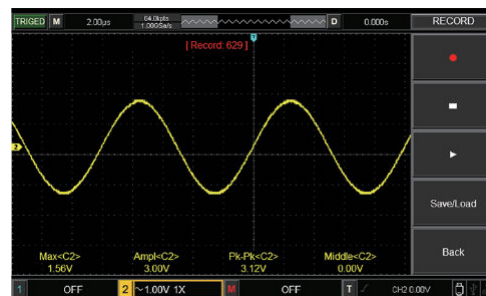 TRIGED M 2.00μs 64.0kpts D 0.000s RECORD
1.00GSa/s
[ Record: 629 ]
2
Save/Load
Max<C2> Ampl<C2> Pk-Pk<C2> Middle<C2>
1.56V 3.00V 3.12V 0.00V
Back
1 OFF 2 ~1.00V 1X M OFF T CH2 0.00V